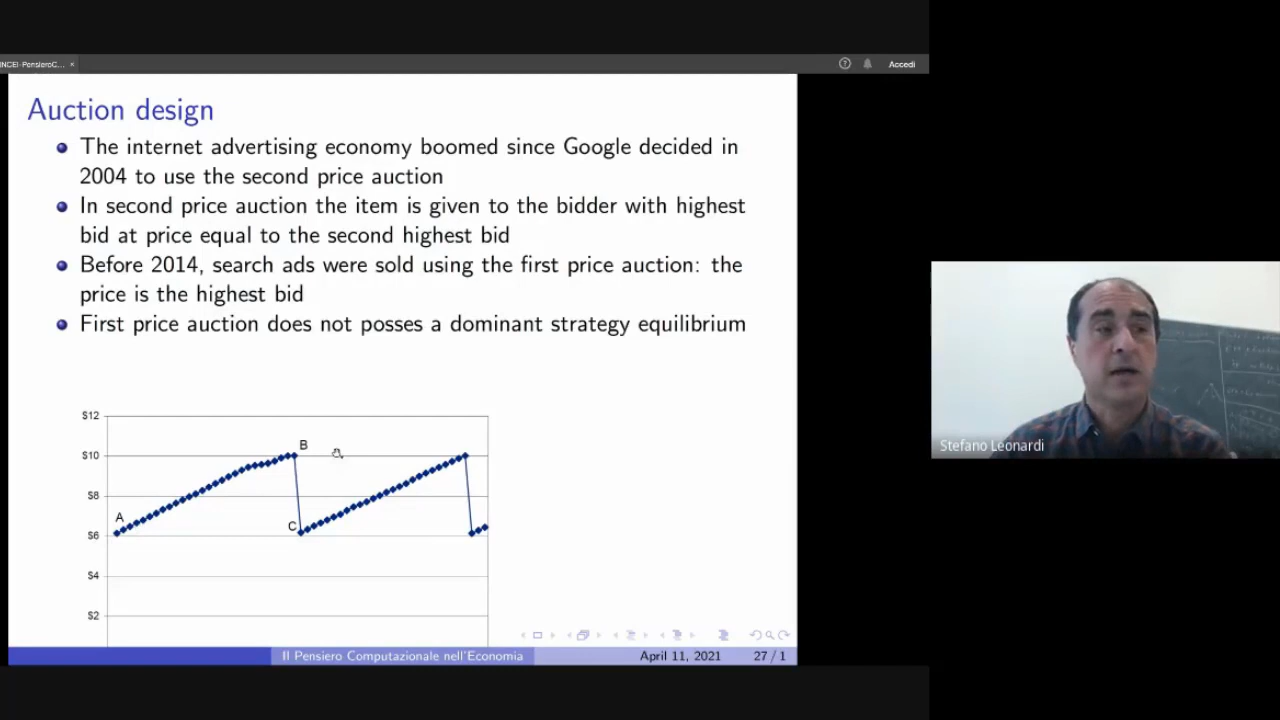 INCEI-PensieroC... ×
Accedi
Auction design
The internet advertising economy boomed since Google decided in
2004 to use the second price auction
In second price auction the item is given to the bidder with highest
bid at price equal to the second highest bid
Before 2014, search ads were sold using the first price auction: the
price is the highest bid
First price auction does not posses a dominant strategy equilibrium
$12
$10
$8
$6
$4
$2
A
B
C
Stefano Leonardi
Il Pensiero Computazionale nell'Economia
April 11, 2021
27 / 1